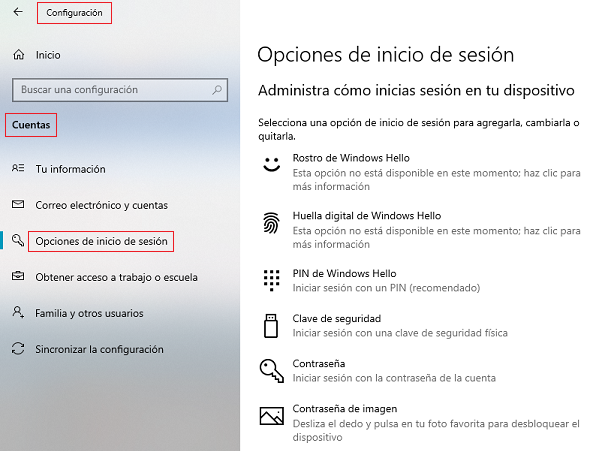 Configuración
Inicio
Buscar una configuración
Cuentas
Tu información
Correo electrónico y cuentas
Opciones de inicio de sesión
Obtener acceso a trabajo o escuela
Familia y otros usuarios
Sincronizar la configuración
Opciones de inicio de sesión
Administra cómo inicias sesión en tu dispositivo
Selecciona una opción de inicio de sesión para agregarla, cambiarla o
quitarla.
Rostro de Windows Hello
Esta opción no está disponible en este momento; haz clic para
más información
Huella digital de Windows Hello
Esta opción no está disponible en este momento; haz clic para
más información
PIN de Windows Hello
Iniciar sesión con un PIN (recomendado)
Clave de seguridad
Iniciar sesión con una clave de seguridad física
Contraseña
Iniciar sesión con la contraseña de la cuenta
Contraseña de imagen
Desliza el dedo y pulsa en tu foto favorita para desbloquear el
dispositivo